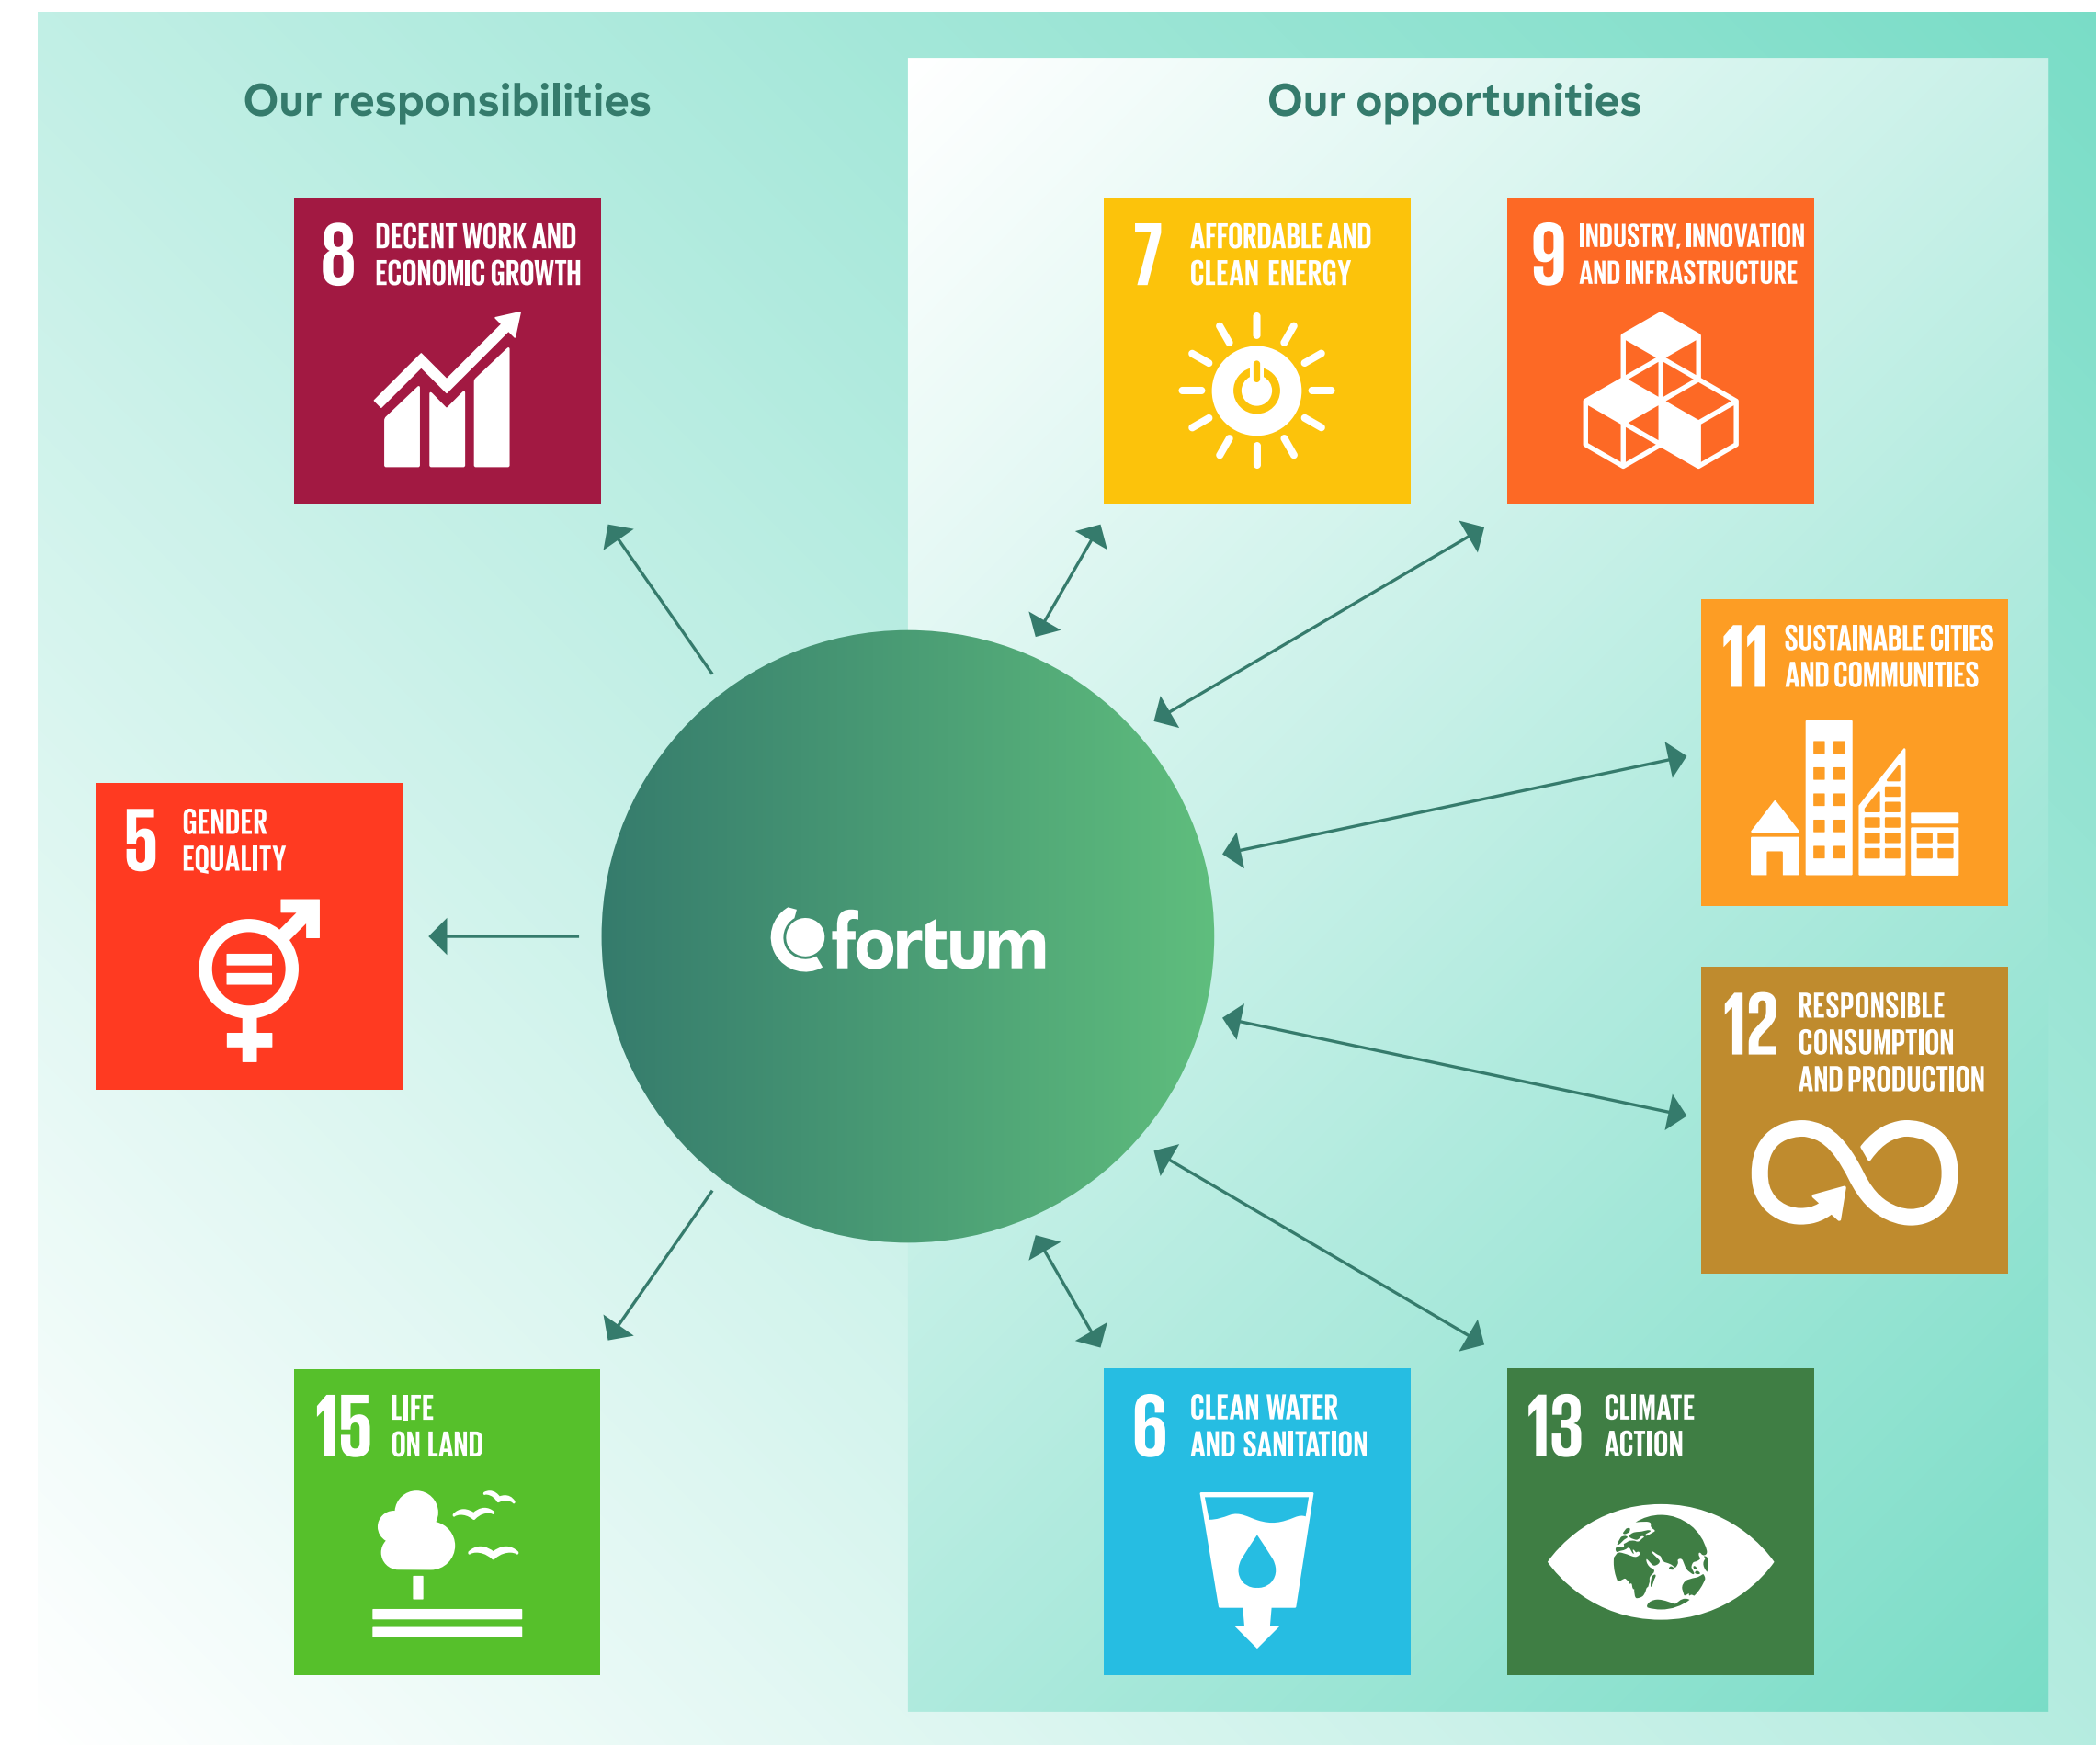 Our responsibilities
Our opportunities
8 DECENT WORK AND
ECONOMIC GROWTH
7 AFFORDABLE AND
CLEAN ENERGY
9 INDUSTRY, INNOVATION
AND INFRASTRUCTURE
11 SUSTAINABLE CITIES
AND COMMUNITIES
5 GENDER
EQUALITY
fortum
12 RESPONSIBLE
CONSUMPTION
AND PRODUCTION
15 LIFE
ON LAND
6 CLEAN WATER
AND SANITATION
13 CLIMATE
ACTION